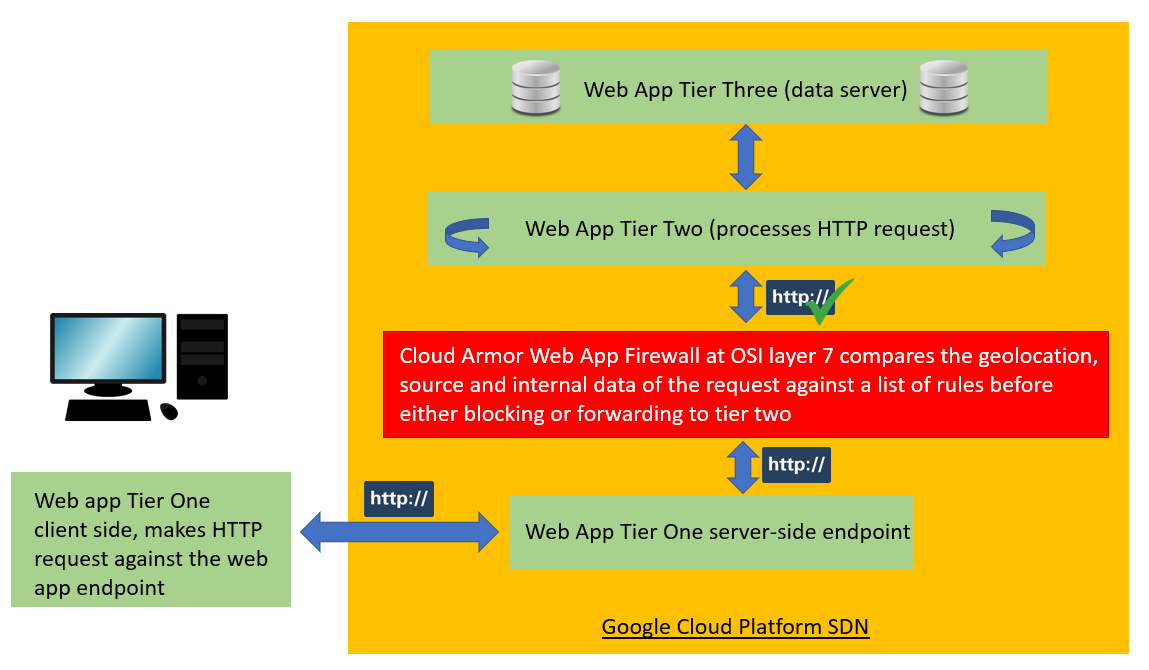 Web App Tier Three (data server)
Web App Tier Two (processes HTTP request)
http://
Cloud Armor Web App Firewall at OSI layer 7 compares the geolocation,
source and internal data of the request against a list of rules before
either blocking or forwarding to tier two
http://
Web app Tier One
client side, makes HTTP
request against the web
app endpoint
http://
Web App Tier One server-side endpoint
Google Cloud Platform SDN